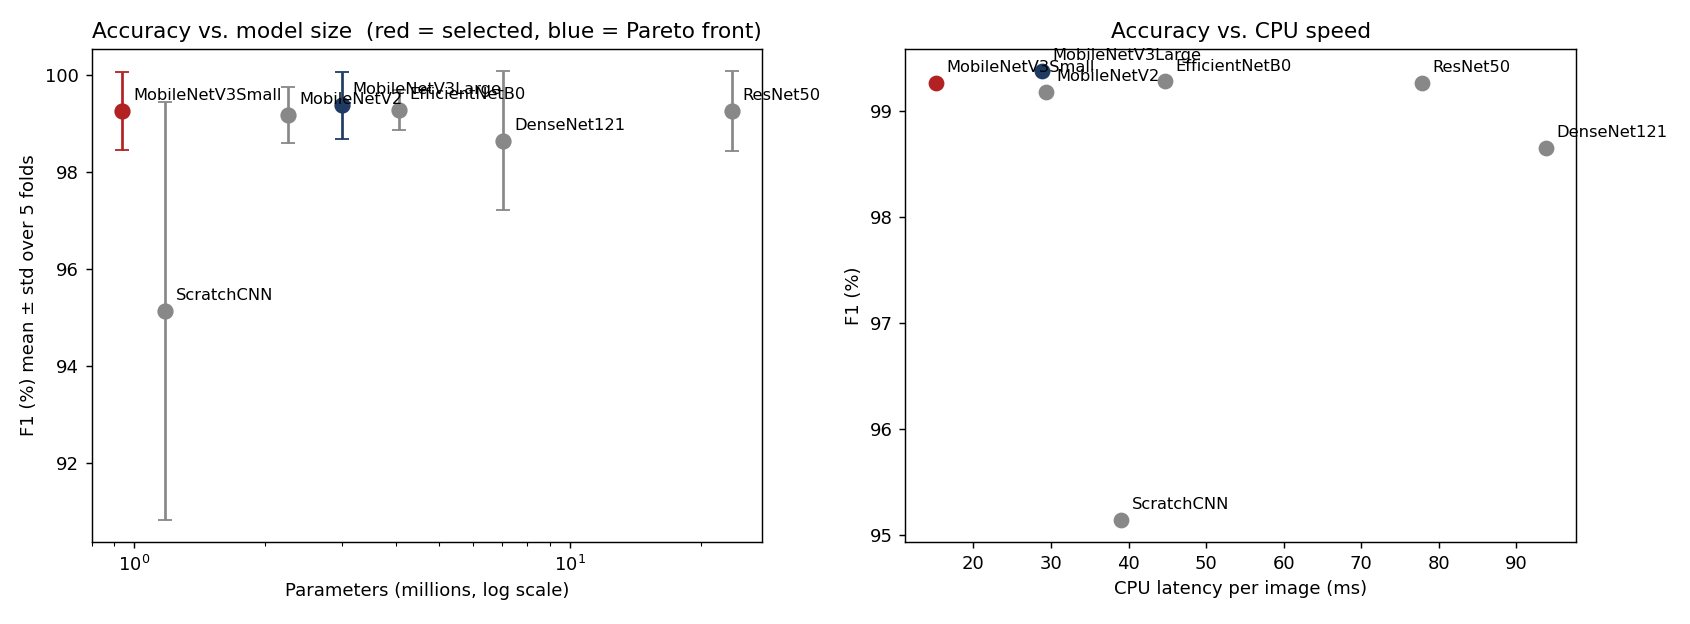 Accuracy vs. model size  (red = selected, blue = Pareto front)
F1 (%) mean ± std over 5 folds
100
98
96
94
92
MobileNetV3Small
MobileNetV2
MobileNetV3Large
EfficientNetB0
DenseNet121
ResNet50
ScratchCNN
10⁰
10¹
Parameters (millions, log scale)
Accuracy vs. CPU speed
F1 (%)
99
98
97
96
95
MobileNetV3Small
MobileNetV3Large
MobileNetV2
EfficientNetB0
ResNet50
DenseNet121
ScratchCNN
20
30
40
50
60
70
80
90
CPU latency per image (ms)